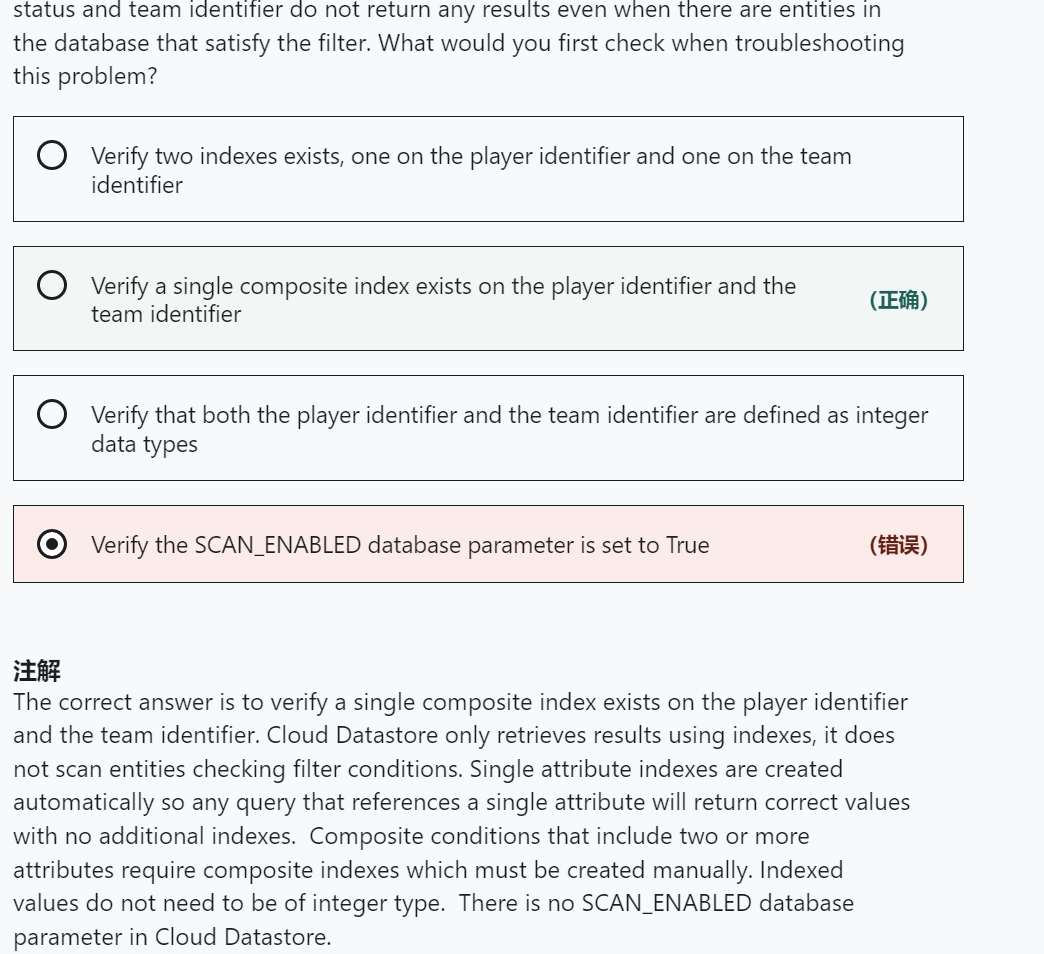 status and team identifier do not return any results even when there are entities in
the database that satisfy the filter. What would you first check when troubleshooting
this problem?
Verify two indexes exists, one on the player identifier and one on the team
identifier
Verify a single composite index exists on the player identifier and the
team identifier
(正确)
Verify that both the player identifier and the team identifier are defined as integer
data types
Verify the SCAN_ENABLED database parameter is set to True
(错误)
注解
The correct answer is to verify a single composite index exists on the player identifier
and the team identifier. Cloud Datastore only retrieves results using indexes, it does
not scan entities checking filter conditions. Single attribute indexes are created
automatically so any query that references a single attribute will return correct values
with no additional indexes.  Composite conditions that include two or more
attributes require composite indexes which must be created manually. Indexed
values do not need to be of integer type.  There is no SCAN_ENABLED database
parameter in Cloud Datastore.